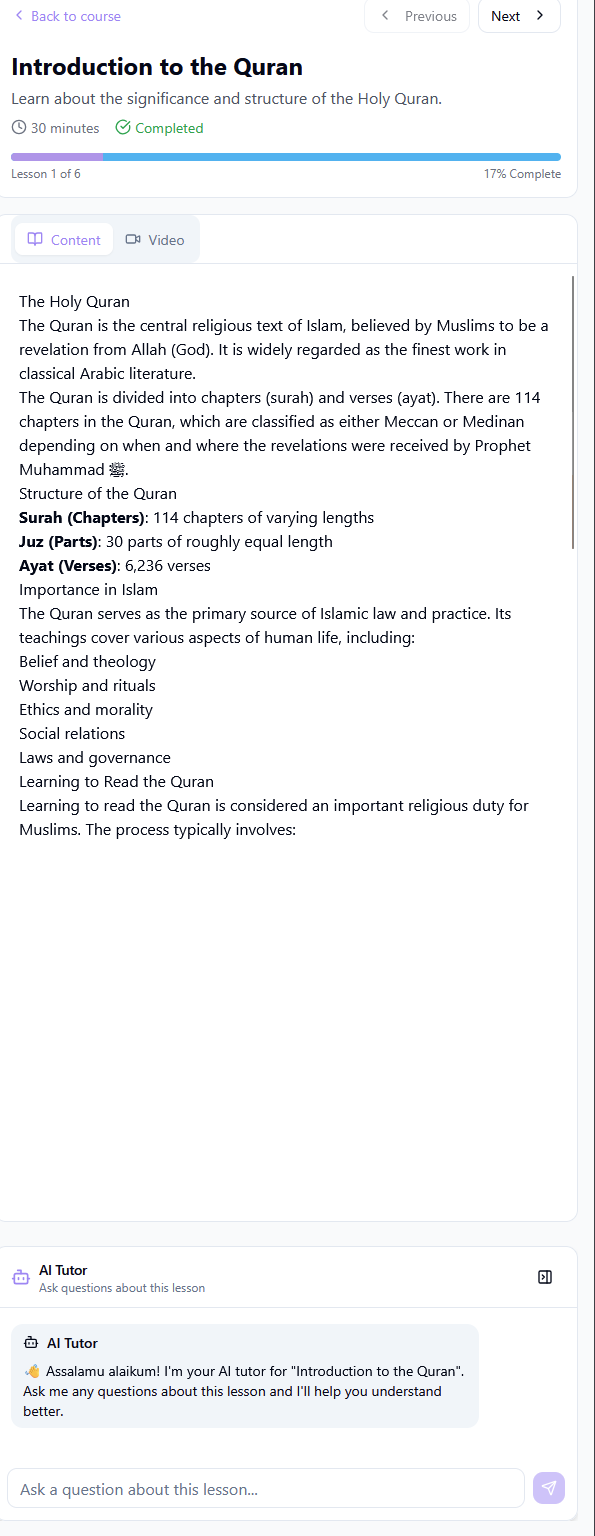 Back to course
Previous
Next
Introduction to the Quran
Learn about the significance and structure of the Holy Quran.
30 minutes
Completed
Lesson 1 of 6
17% Complete
Content
Video
The Holy Quran
The Quran is the central religious text of Islam, believed by Muslims to be a
revelation from Allah (God). It is widely regarded as the finest work in
classical Arabic literature.
The Quran is divided into chapters (surah) and verses (ayat). There are 114
chapters in the Quran, which are classified as either Meccan or Medinan
depending on when and where the revelations were received by Prophet
Muhammad ﷺ.
Structure of the Quran
Surah (Chapters): 114 chapters of varying lengths
Juz (Parts): 30 parts of roughly equal length
Ayat (Verses): 6,236 verses
Importance in Islam
The Quran serves as the primary source of Islamic law and practice. Its
teachings cover various aspects of human life, including:
Belief and theology
Worship and rituals
Ethics and morality
Social relations
Laws and governance
Learning to Read the Quran
Learning to read the Quran is considered an important religious duty for
Muslims. The process typically involves:
AI Tutor
Ask questions about this lesson
AI Tutor
👋 Assalamu alaikum! I'm your AI tutor for "Introduction to the Quran".
Ask me any questions about this lesson and I'll help you understand
better.
Ask a question about this lesson...